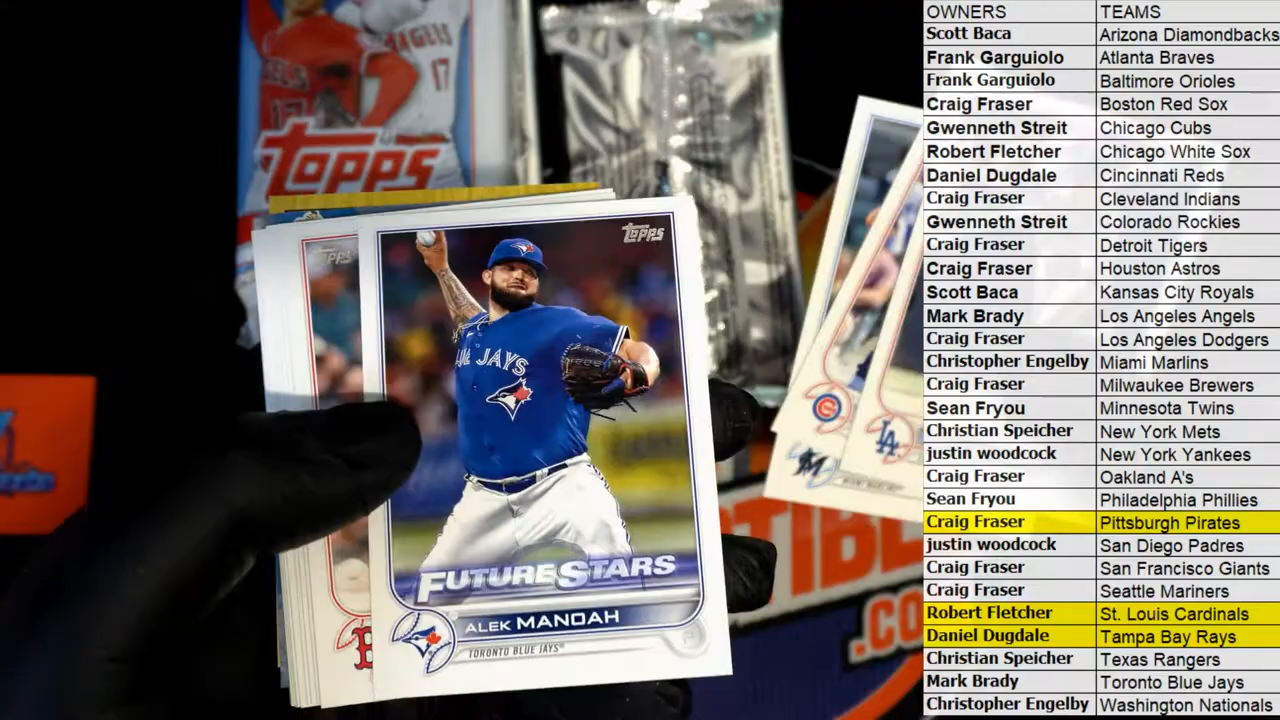 ANGELS
17
TOPPS
TOPPS
TOPPS
BLUE JAYS
FUTURE STARS
ALEK MANOAH
TORONTO BLUE JAYS®
LA
M
B
TIBL
.CO
OWNERS TEAMS
Scott Baca Arizona Diamondbacks
Frank Garguiolo Atlanta Braves
Frank Garguiolo Baltimore Orioles
Craig Fraser Boston Red Sox
Gwenneth Streit Chicago Cubs
Robert Fletcher Chicago White Sox
Daniel Dugdale Cincinnati Reds
Craig Fraser Cleveland Indians
Gwenneth Streit Colorado Rockies
Craig Fraser Detroit Tigers
Craig Fraser Houston Astros
Scott Baca Kansas City Royals
Mark Brady Los Angeles Angels
Craig Fraser Los Angeles Dodgers
Christopher Engelby Miami Marlins
Craig Fraser Milwaukee Brewers
Sean Fryou Minnesota Twins
Christian Speicher New York Mets
justin woodcock New York Yankees
Craig Fraser Oakland A's
Sean Fryou Philadelphia Phillies
Craig Fraser Pittsburgh Pirates
justin woodcock San Diego Padres
Craig Fraser San Francisco Giants
Craig Fraser Seattle Mariners
Robert Fletcher St. Louis Cardinals
Daniel Dugdale Tampa Bay Rays
Christian Speicher Texas Rangers
Mark Brady Toronto Blue Jays
Christopher Engelby Washington Nationals